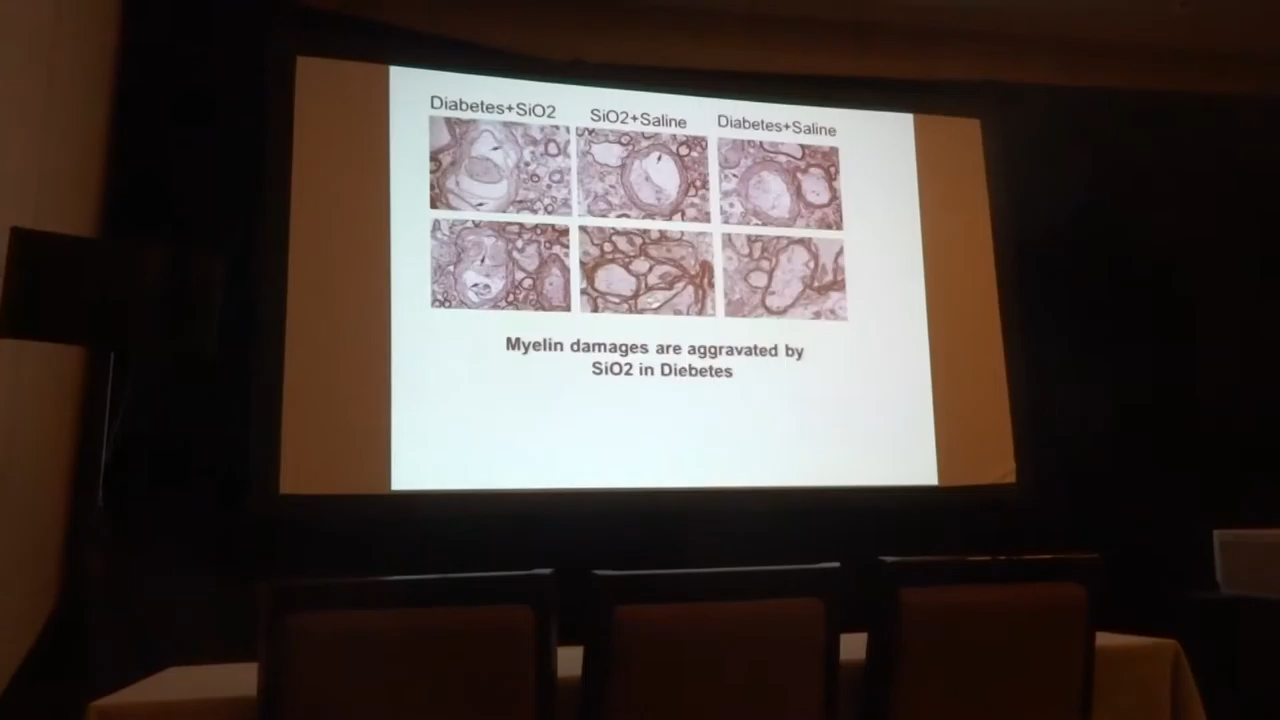 Diabetes+SiO2
SiO2+Saline
Diabetes+Saline
Myelin damages are aggravated by
SiO2 in Diebetes